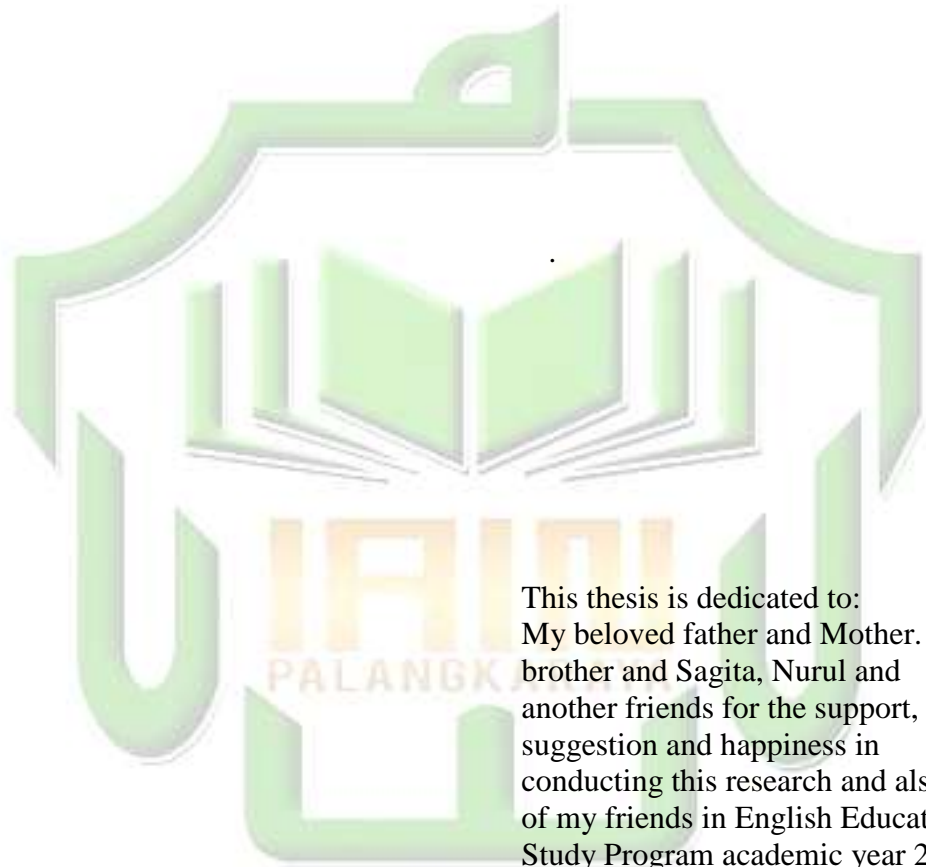 .
IAIN
This thesis is dedicated to:
My beloved father and Mother.
brother and Sagita, Nurul and
another friends for the support,
suggestion and happiness in
conducting this research and als
of my friends in English Educat
Study Program academic year 2